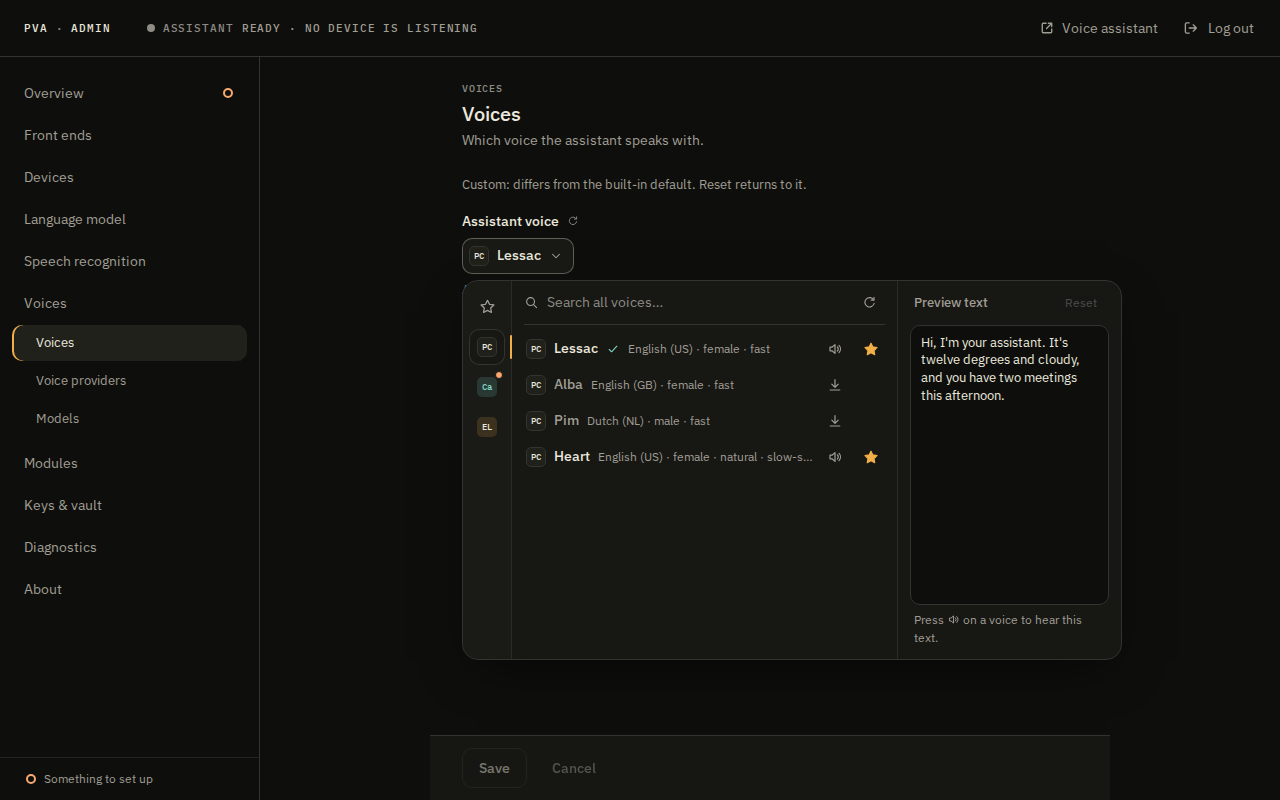 PVA · ADMIN
ASSISTANT READY · NO DEVICE IS LISTENING
Voice assistant
Log out
Overview
Front ends
Devices
Language model
Speech recognition
Voices
Voices
Voice providers
Models
Modules
Keys & vault
Diagnostics
About
Something to set up
VOICES
Voices
Which voice the assistant speaks with.
Custom: differs from the built-in default. Reset returns to it.
Assistant voice
PC Lessac
PC
Ca
EL
Search all voices...
PC Lessac English (US) · female · fast
PC Alba English (GB) · female · fast
PC Pim Dutch (NL) · male · fast
PC Heart English (US) · female · natural · slow-s...
Preview text
Reset
Hi, I'm your assistant. It's
twelve degrees and cloudy,
and you have two meetings
this afternoon.
Press on a voice to hear this
text.
Save
Cancel